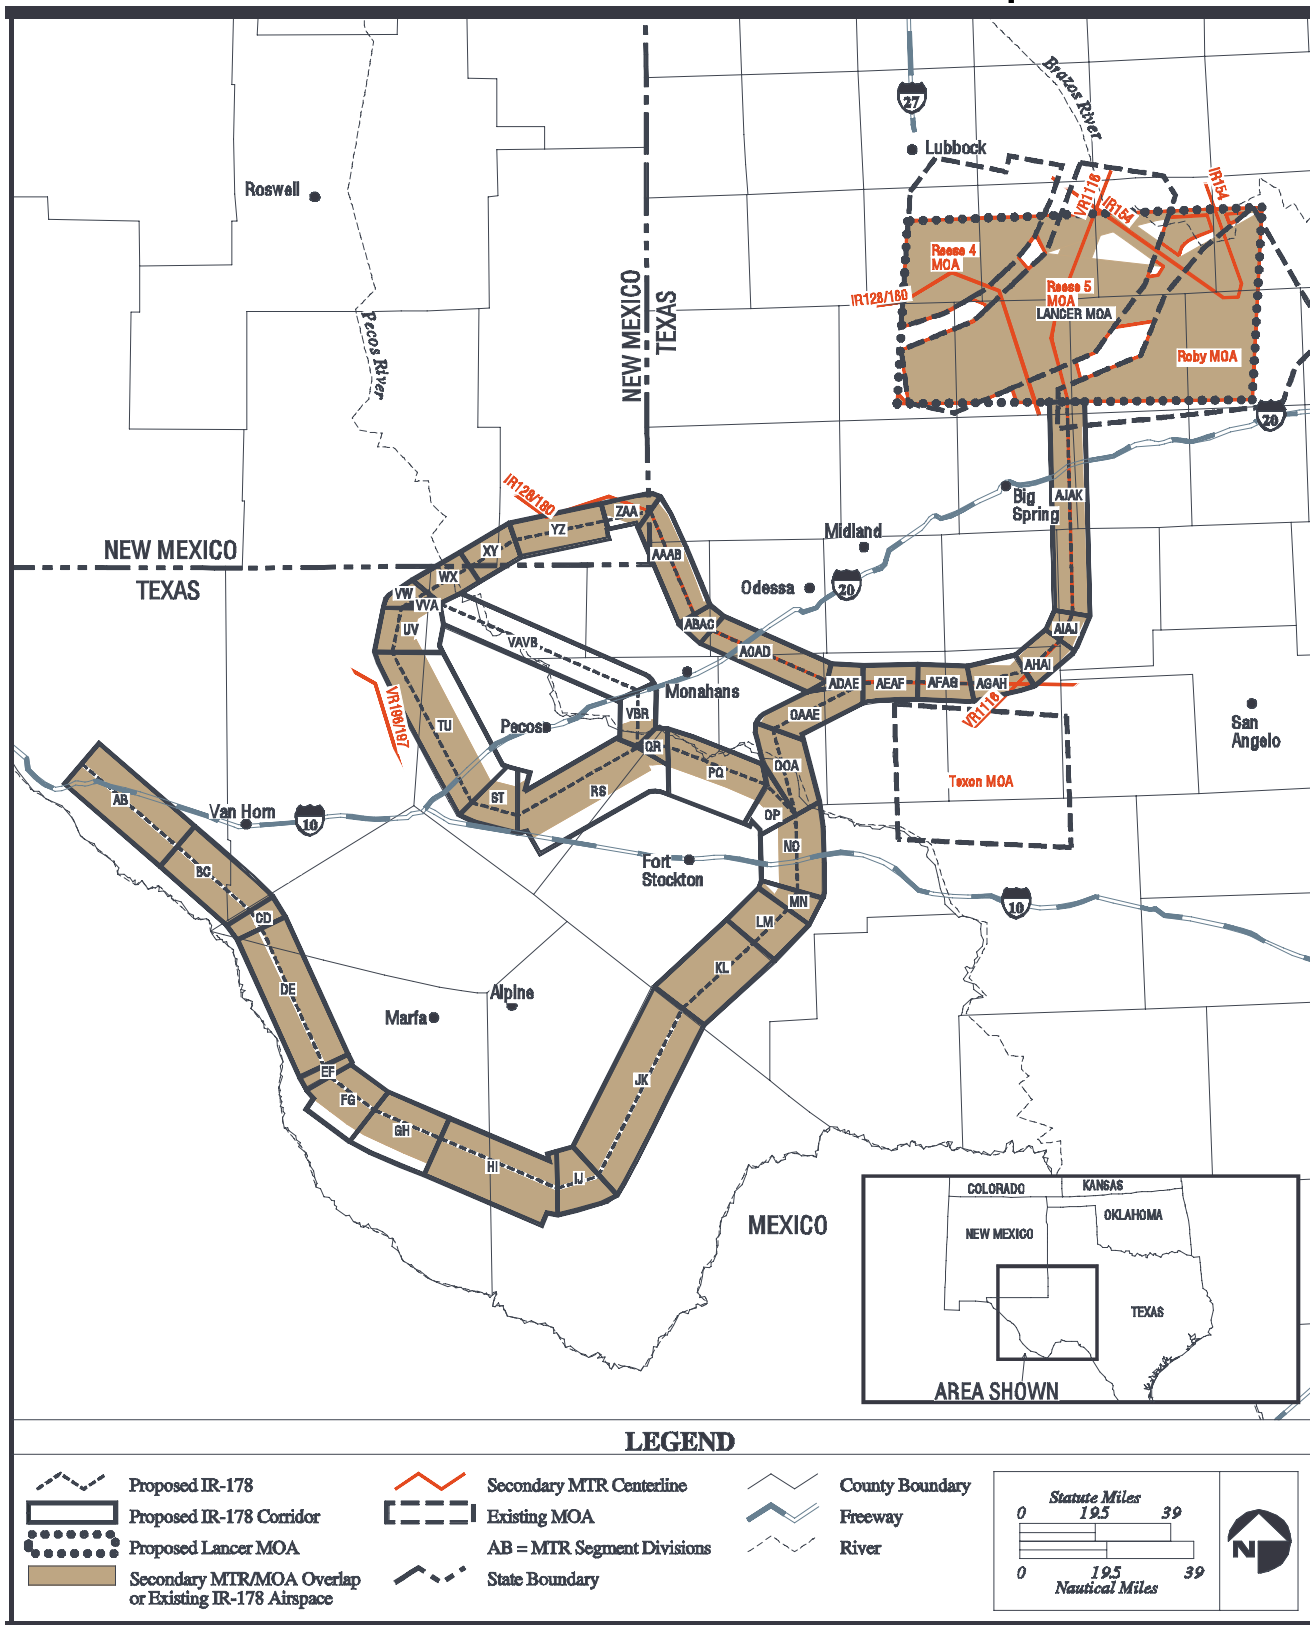 27
Brazos River
Lubbock
Roswell
VR1116
IR154
IR154
Reese 4
MOA
NEW MEXICO
TEXAS
Pecos River
IR128/180
Reese 5
MOA
LANCER MOA
Roby MOA
20
IR128/180
ZAA
YZ
XY
AAAB
Big
Spring
AJAK
Midland
NEW MEXICO
TEXAS
WX
VW
VVA
UV
Odessa
20
ABAC
AIAJ
VAVB
ACAD
AHAI
Monahans
ADAE
AEAF
AFAG
AGAH
VR1116
VR196/197
TU
Pecos
VBR
OAAE
San
Angelo
QR
PQ
OOA
Texon MOA
ST
RS
AB
Van Horn
10
OP
NO
BC
Fort
Stockton
10
MN
CD
LM
KL
DE
Alpine
Marfa
EF
FG
JK
GH
HI
IJ
MEXICO
COLORADO
KANSAS
NEW MEXICO
OKLAHOMA
TEXAS
AREA SHOWN
LEGEND
Proposed IR-178
Proposed IR-178 Corridor
Proposed Lancer MOA
Secondary MTR/MOA Overlap
or Existing IR-178 Airspace
Secondary MTR Centerline
Existing MOA
AB = MTR Segment Divisions
State Boundary
County Boundary
Freeway
River
Statute Miles
0 19.5 39
0 19.5 39
Nautical Miles
N